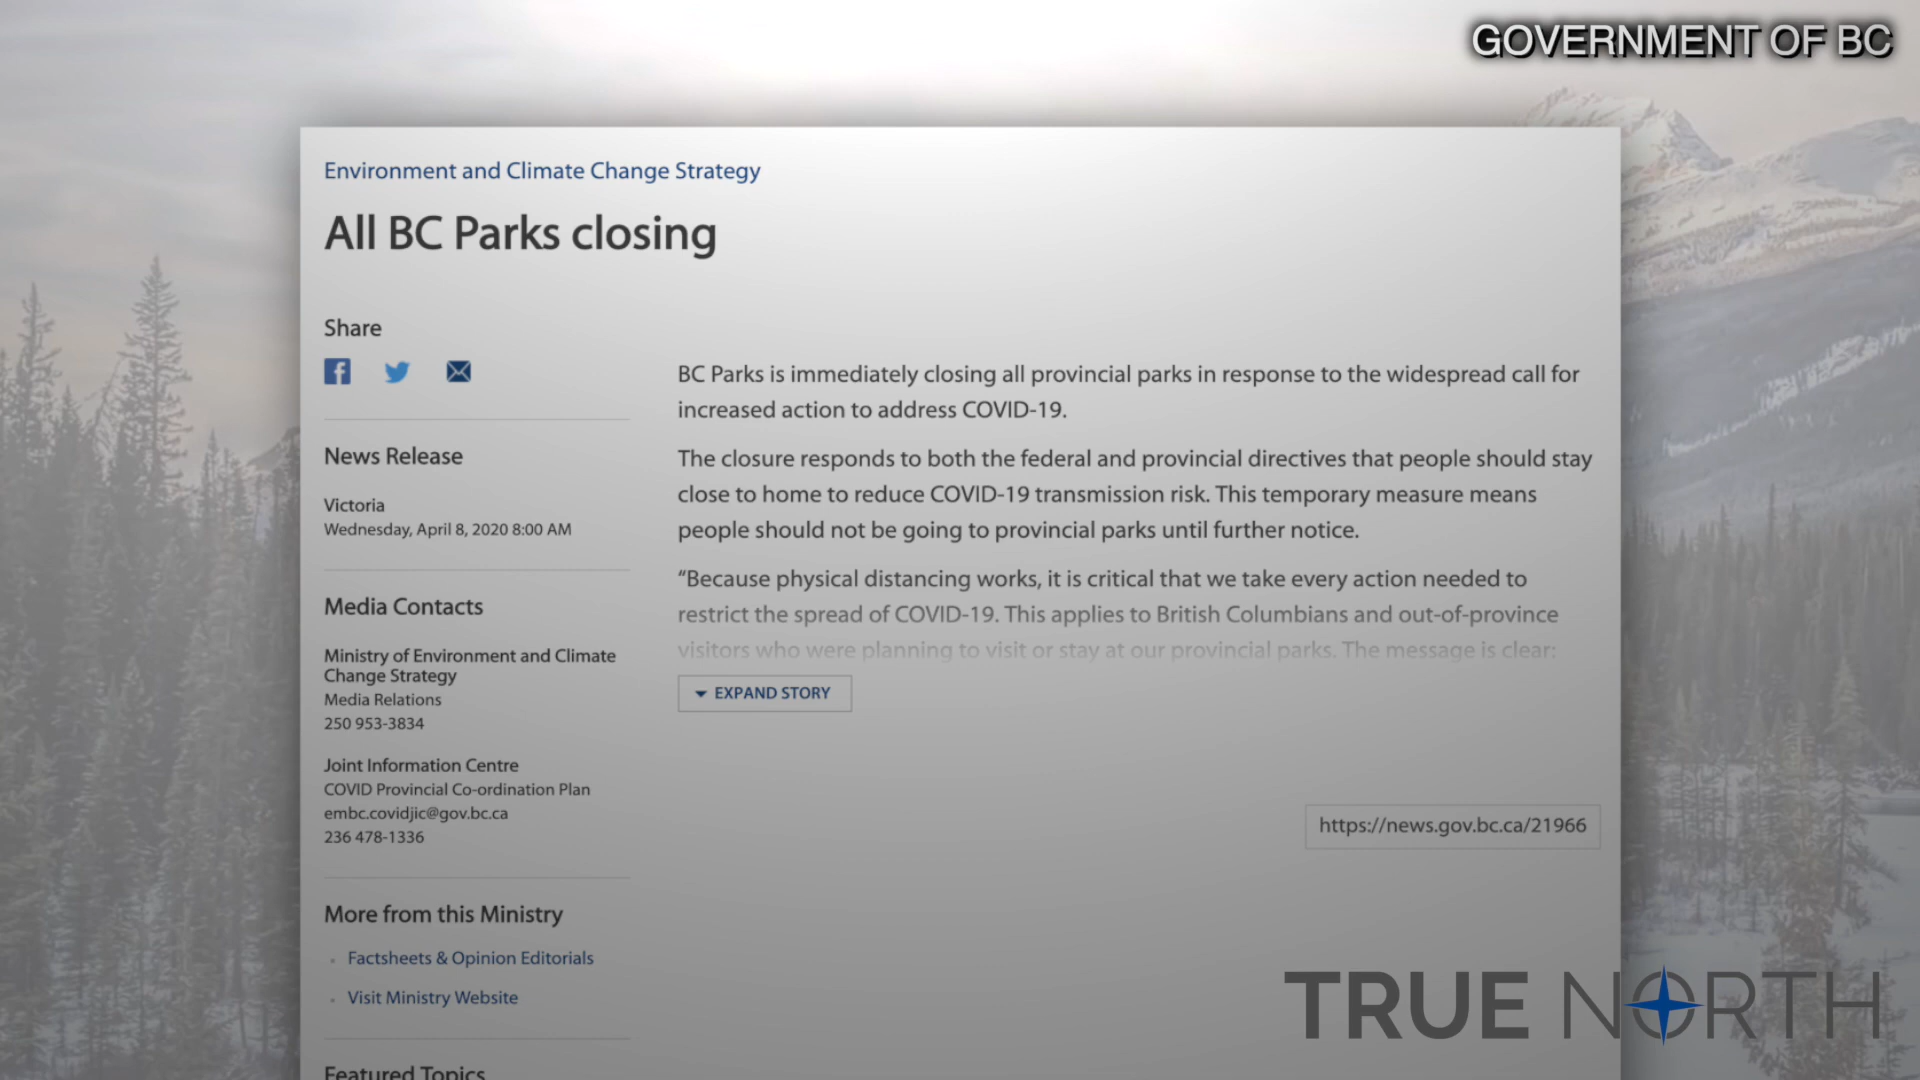 GOVERNMENT OF BC
Environment and Climate Change Strategy
All BC Parks closing
Share
News Release
Victoria
Wednesday, April 8, 2020 8:00 AM
Media Contacts
Ministry of Environment and Climate
Change Strategy
Media Relations
250 953-3834
Joint Information Centre
COVID Provincial Co-ordination Plan
embc.covidjic@gov.bc.ca
236 478-1336
More from this Ministry
Factsheets & Opinion Editorials
Visit Ministry Website
Featured Topics
BC Parks is immediately closing all provincial parks in response to the widespread call for
increased action to address COVID-19.
The closure responds to both the federal and provincial directives that people should stay
close to home to reduce COVID-19 transmission risk. This temporary measure means
people should not be going to provincial parks until further notice.
“Because physical distancing works, it is critical that we take every action needed to
restrict the spread of COVID-19. This applies to British Columbians and out-of-province
visitors who were planning to visit or stay at our provincial parks. The message is clear:
EXPAND STORY
https://news.gov.bc.ca/21966
TRUE NORTH